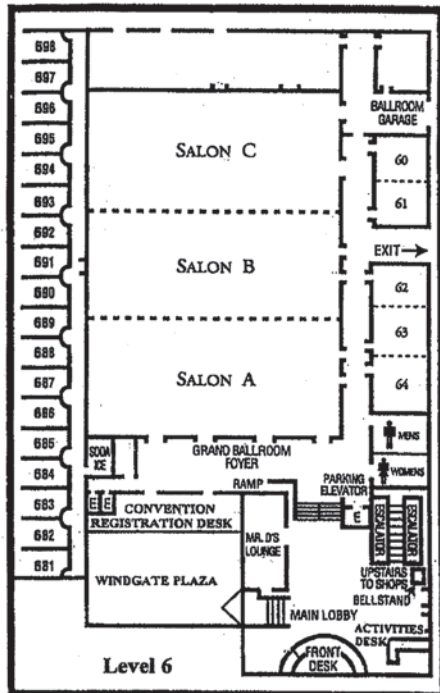 698
697
696
695
694
693
692
691
690
689
688
687
686
685
684
683
682
681
BALLROOM
GARAGE
SALON C
60
61
EXIT
SALON B
62
63
64
SALON A
MENS
WOMENS
SODA
ICE
GRAND BALLROOM
FOYER
RAMP
PARKING
ELEVATOR
E
E E
CONVENTION
REGISTRATION DESK
MR. D'S
LOUNGE
ESCALATOR
ESCALATOR
UPSTAIRS
TO SHOPS
BELLSTAND
WINDGATE PLAZA
MAIN LOBBY
ACTIVITIES
DESK
FRONT
DESK
Level 6